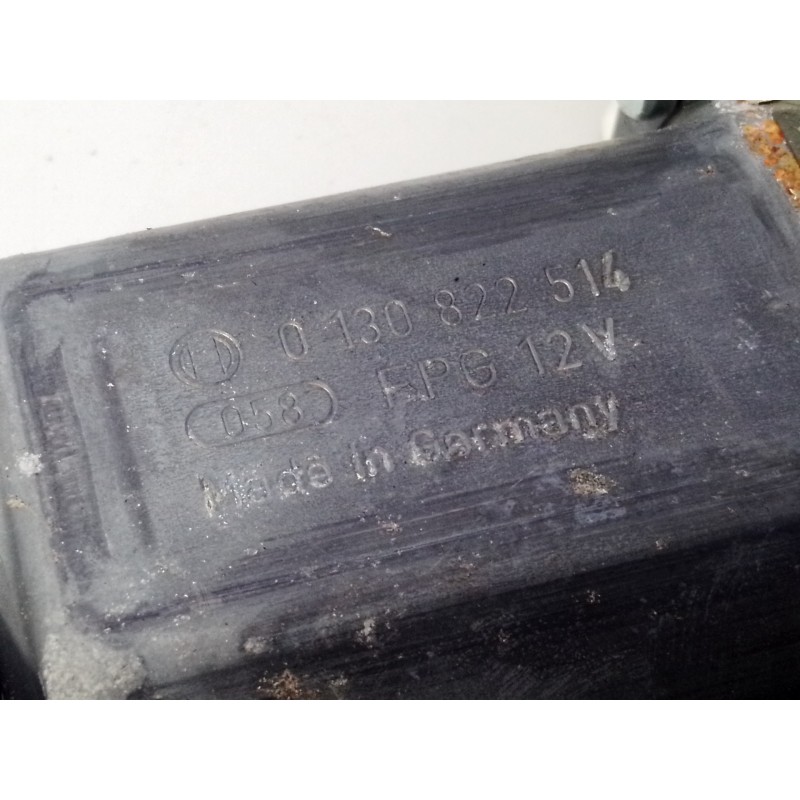 0 130 822 514
058 FPG 12V
Made in Germany